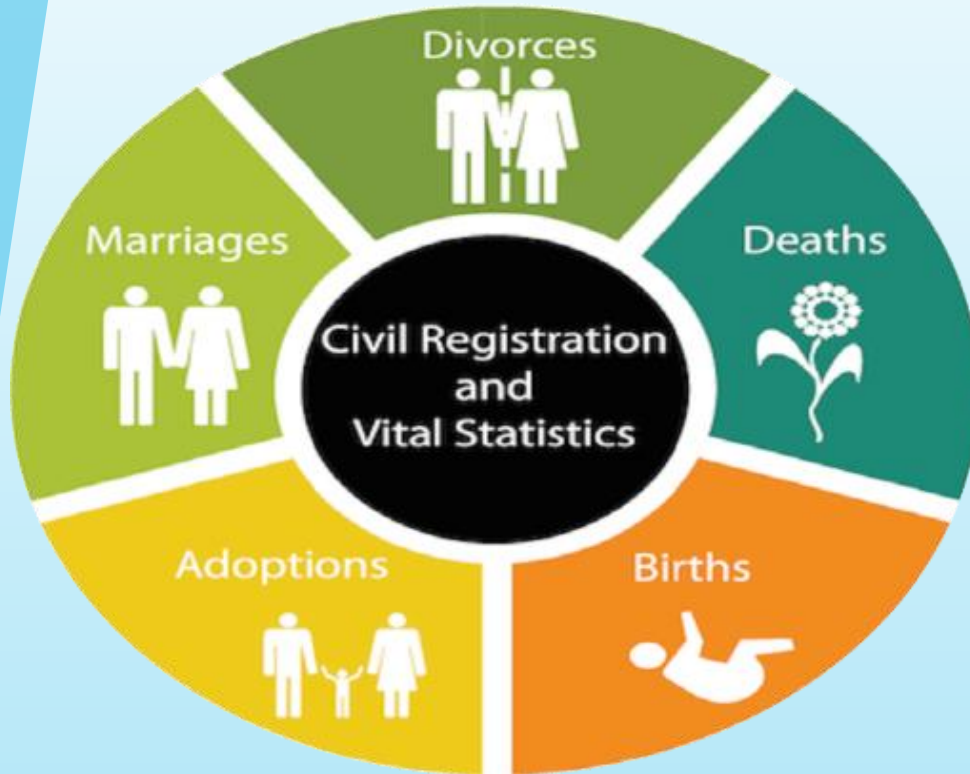 Divorces
Marriages
Deaths
Civil Registration
and
Vital Statistics
Adoptions
Births